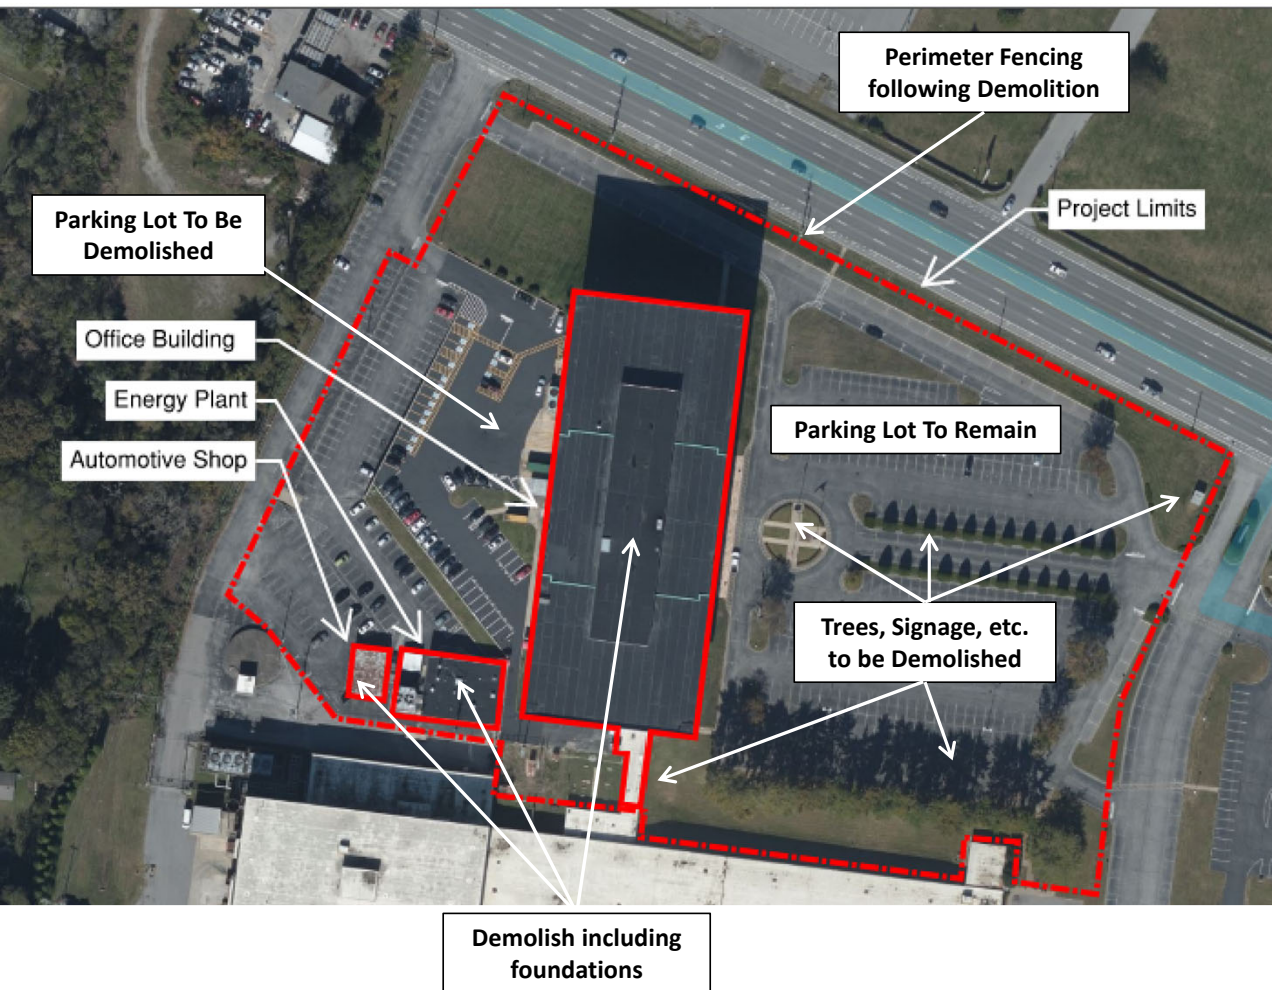 Perimeter Fencing
following Demolition
Project Limits
Parking Lot To Be
Demolished
Office Building
Energy Plant
Automotive Shop
Parking Lot To Remain
Trees, Signage, etc.
to be Demolished
Demolish including
foundations